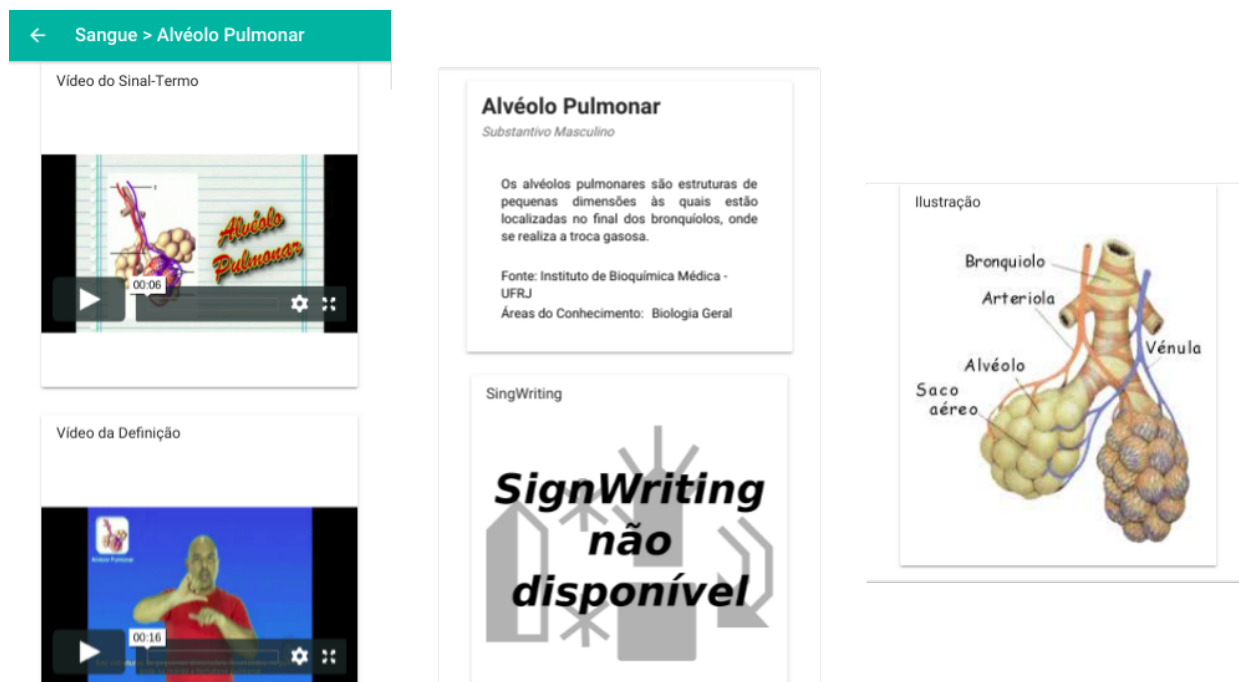 Sangue > Alvéolo Pulmonar
Vídeo do Sinal-Termo
Alvéolo
Pulmonar
00:06
Vídeo da Definição
Alvéolo Pulmonar
00:16
Alvéolo Pulmonar
Substantivo Masculino
Os alvéolos pulmonares são estruturas de
pequenas dimensões às quais estão
localizadas no final dos bronquíolos, onde
se realiza a troca gasosa.
Fonte: Instituto de Bioquímica Médica -
UFRJ
Áreas do Conhecimento: Biologia Geral
SingWriting
SignWriting
não
disponível
Ilustração
Bronquiolo
Arteriola
Vénula
Alvéolo
Saco
aéreo